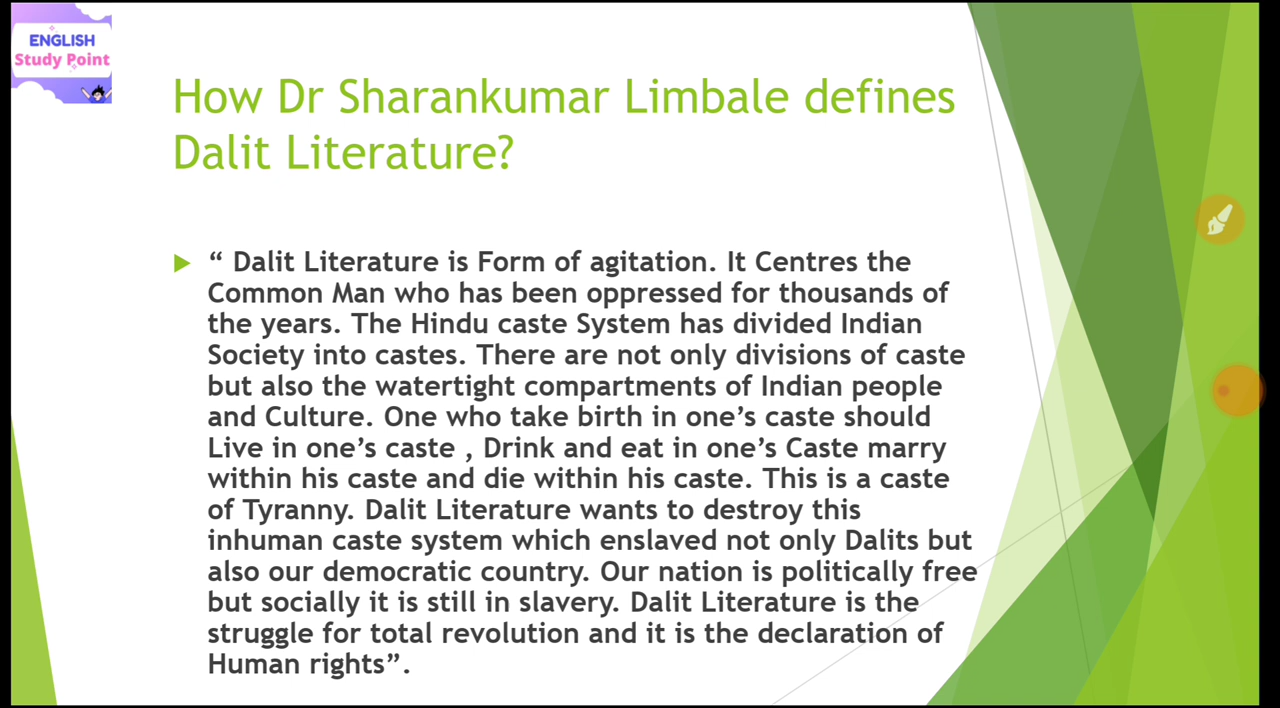 ENGLISH
Study Point
How Dr Sharankumar Limbale defines
Dalit Literature?
“ Dalit Literature is Form of agitation. It Centres the
Common Man who has been oppressed for thousands of
the years. The Hindu caste System has divided Indian
Society into castes. There are not only divisions of caste
but also the watertight compartments of Indian people
and Culture. One who take birth in one’s caste should
Live in one’s caste , Drink and eat in one’s Caste marry
within his caste and die within his caste. This is a caste
of Tyranny. Dalit Literature wants to destroy this
inhuman caste system which enslaved not only Dalits but
also our democratic country. Our nation is politically free
but socially it is still in slavery. Dalit Literature is the
struggle for total revolution and it is the declaration of
Human rights”.